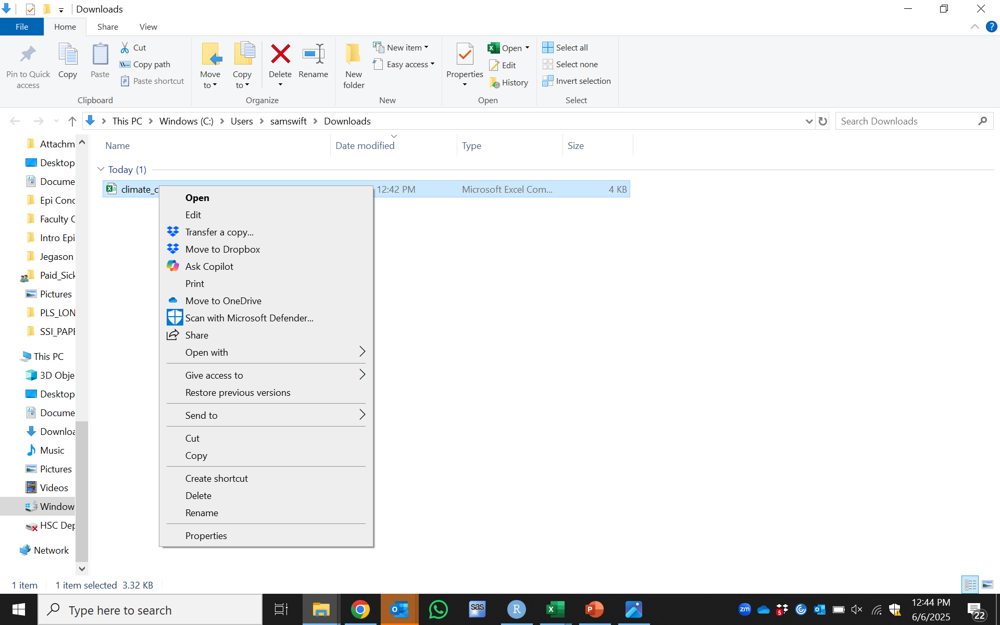 Downloads
File
Home
Share
View
Pin to Quick access
Copy
Paste
Cut
Copy path
Paste shortcut
Clipboard
Move to
Copy to
Delete
Rename
Organize
New folder
New item
Easy access
New
Properties
Open
Edit
History
Open
Select all
Select none
Invert selection
Select
This PC
Windows (C:)
Users
samswift
Downloads
Search Downloads
Attachm
Desktop
Docume
Epi Conc
Faculty C
Intro Epi
Jegason
Paid_Sick
Pictures
PLS_LON
SSI_PAPE
This PC
3D Obje
Desktop
Docume
Downloa
Music
Pictures
Videos
Window
HSC Dep
Network
Name
Date modified
Type
Size
Today (1)
climate_c
12:42 PM
Microsoft Excel Com...
4 KB
Open
Edit
Transfer a copy...
Move to Dropbox
Ask Copilot
Print
Move to OneDrive
Scan with Microsoft Defender...
Share
Open with
Give access to
Restore previous versions
Send to
Cut
Copy
Create shortcut
Delete
Rename
Properties
1 item
1 item selected 3.32 KB
Type here to search
sas
R
zm
5
12:44 PM
6/6/2025
22